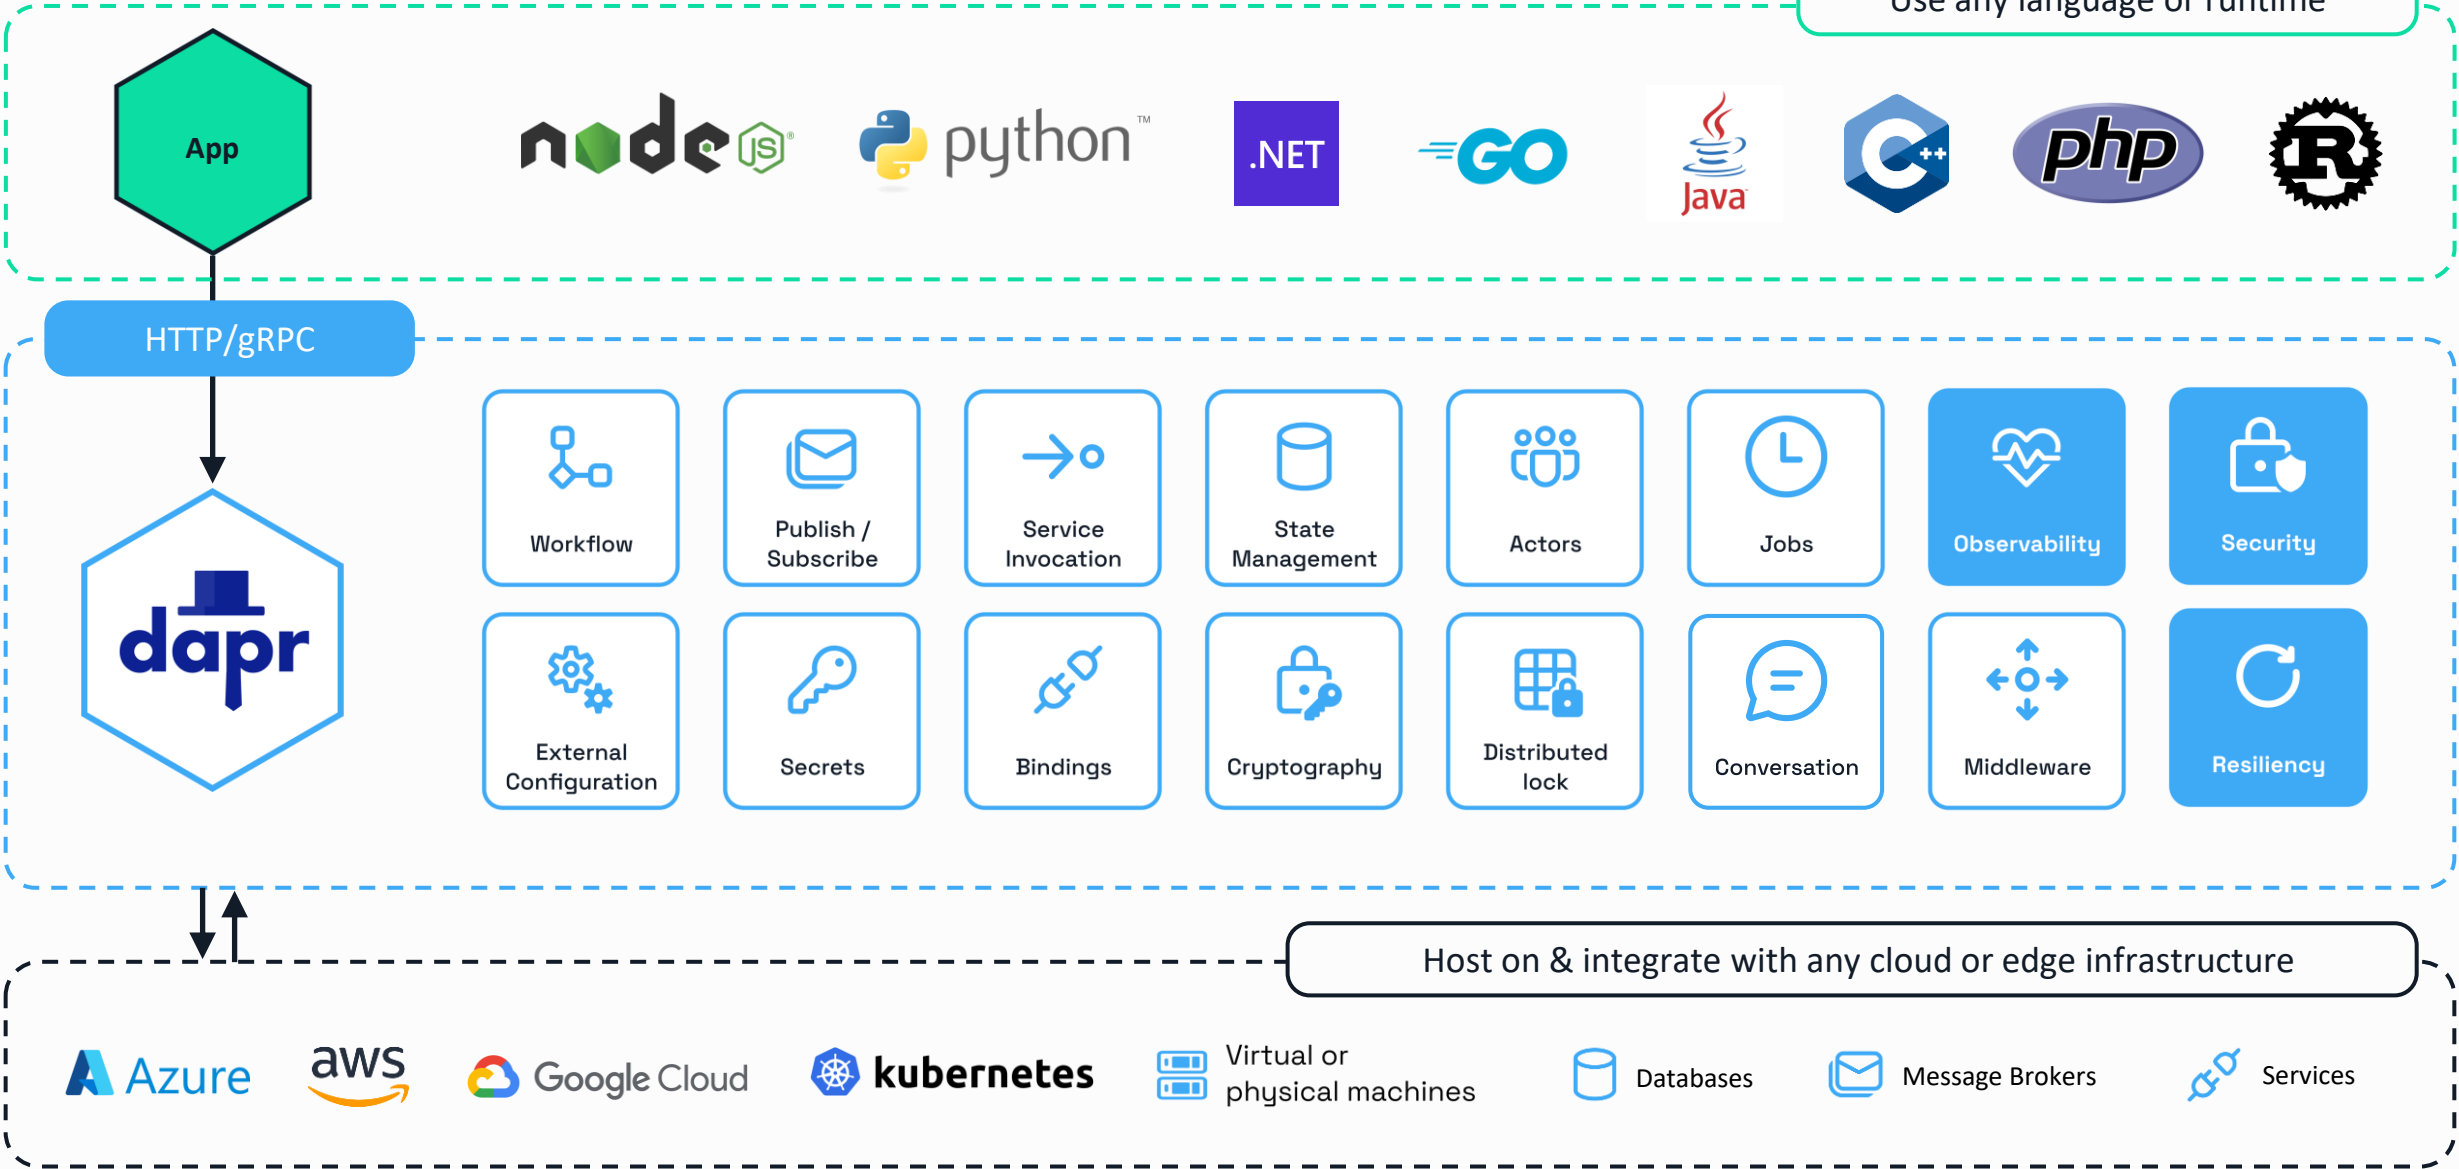 Use any language or runtime
App
node JS ®
python ™
.NET
GO
Java
C++
php
R
HTTP/gRPC
Workflow
Publish /
Subscribe
Service
Invocation
State
Management
Actors
Jobs
Observability
Security
dapr
External
Configuration
Secrets
Bindings
Cryptography
Distributed
lock
Conversation
Middleware
Resiliency
Host on & integrate with any cloud or edge infrastructure
Azure
aws
Google Cloud
kubernetes
Virtual or
physical machines
Databases
Message Brokers
Services